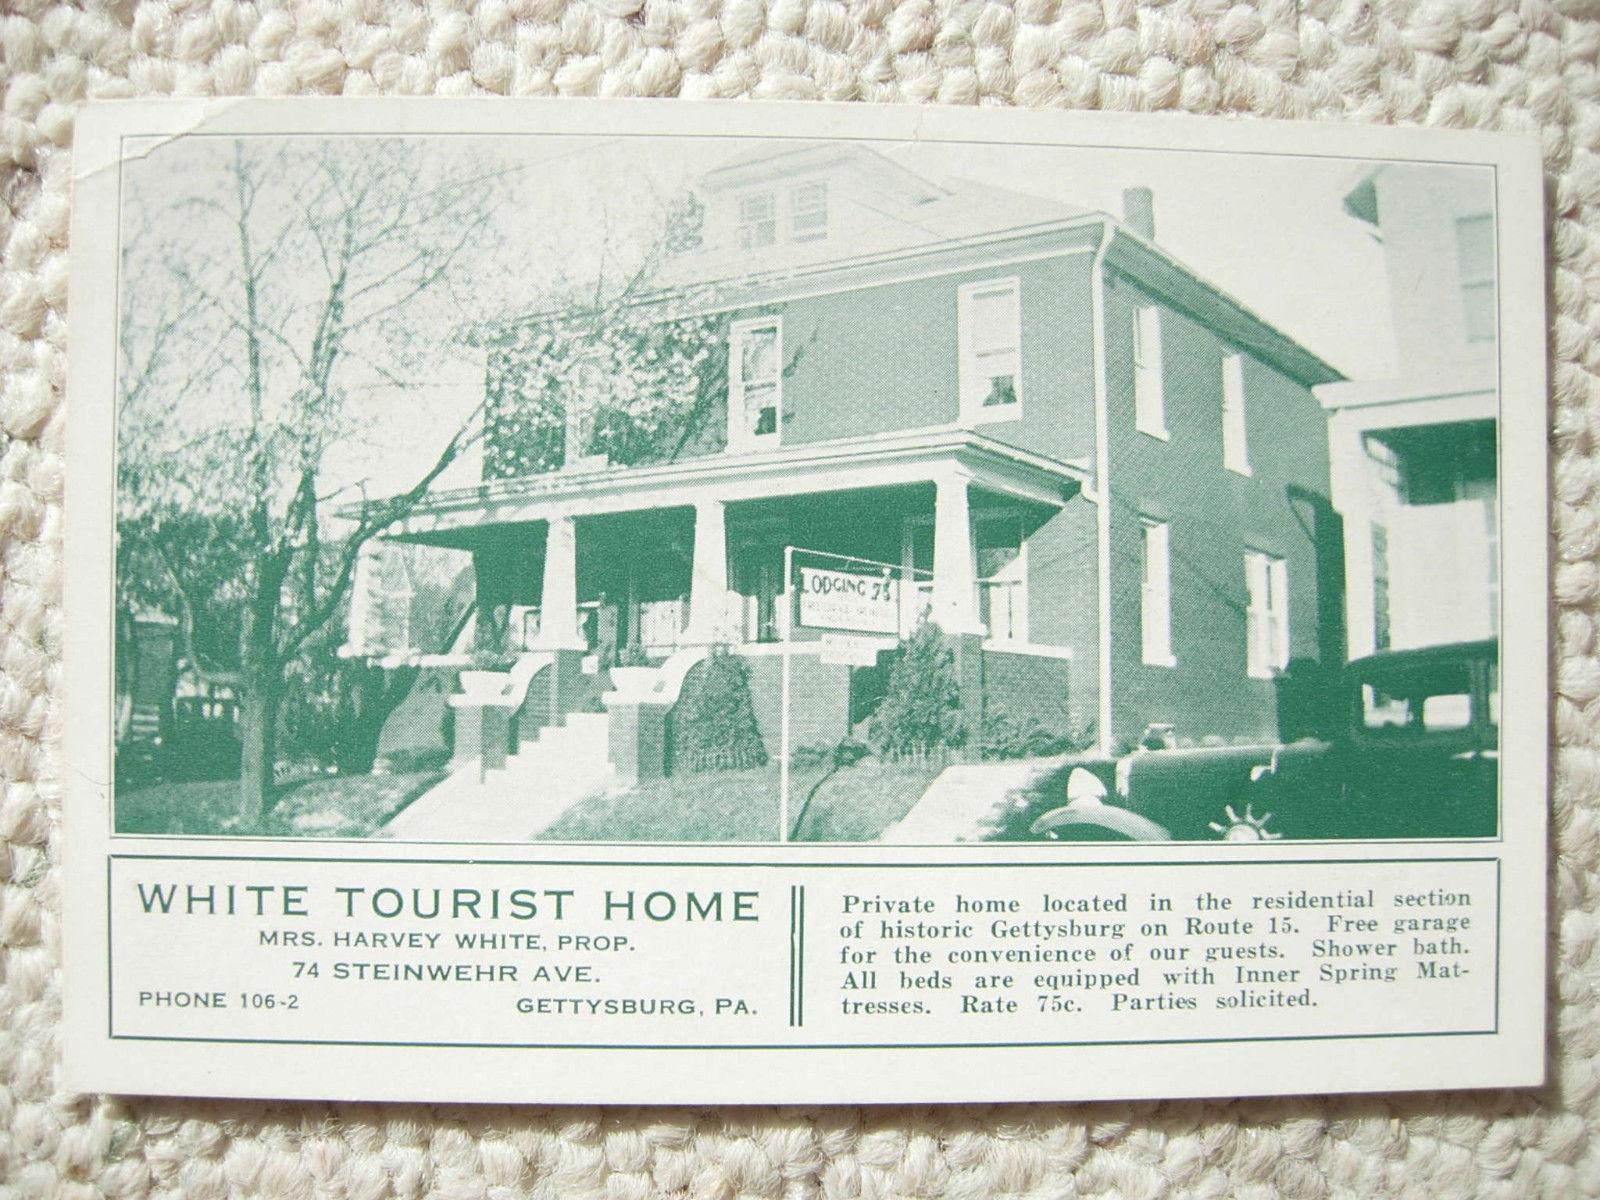 LODGING 75¢
WHITE TOURIST HOME
MRS. HARVEY WHITE, PROP.
74 STEINWEHR AVE.
PHONE 106-2 GETTYSBURG, PA.
Private home located in the residential section
of historic Gettysburg on Route 15. Free garage
for the convenience of our guests. Shower bath.
All beds are equipped with Inner Spring Mat-
tresses. Rate 75c. Parties solicited.